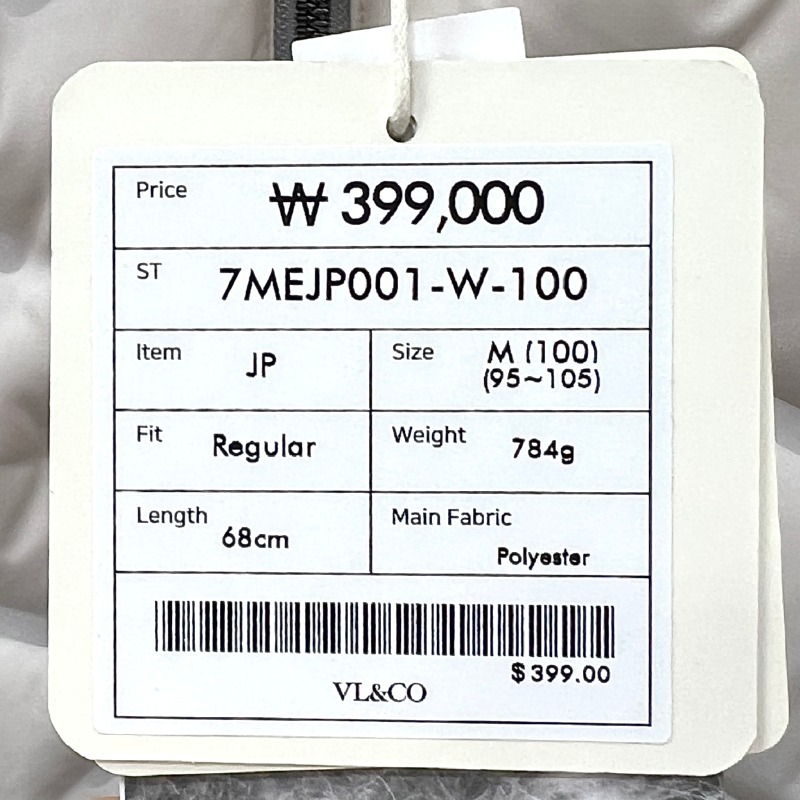 Price ₩ 399,000
ST 7MEJP001-W-100
Item JP Size M (100)
(95~105)
Fit Regular Weight 784g
Length 68cm Main Fabric
Polyester
$399.00
VL&CO